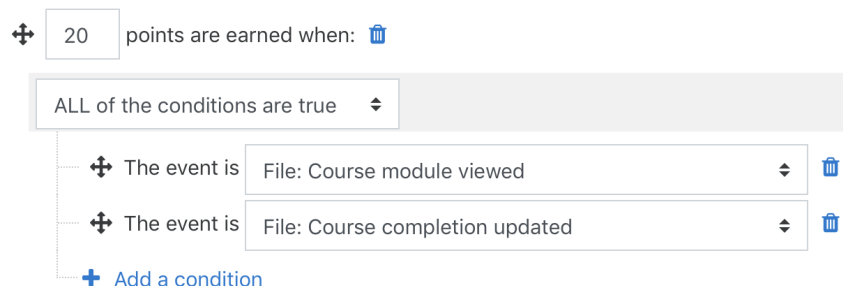 20 points are earned when:
ALL of the conditions are true
The event is File: Course module viewed
The event is File: Course completion updated
Add a condition